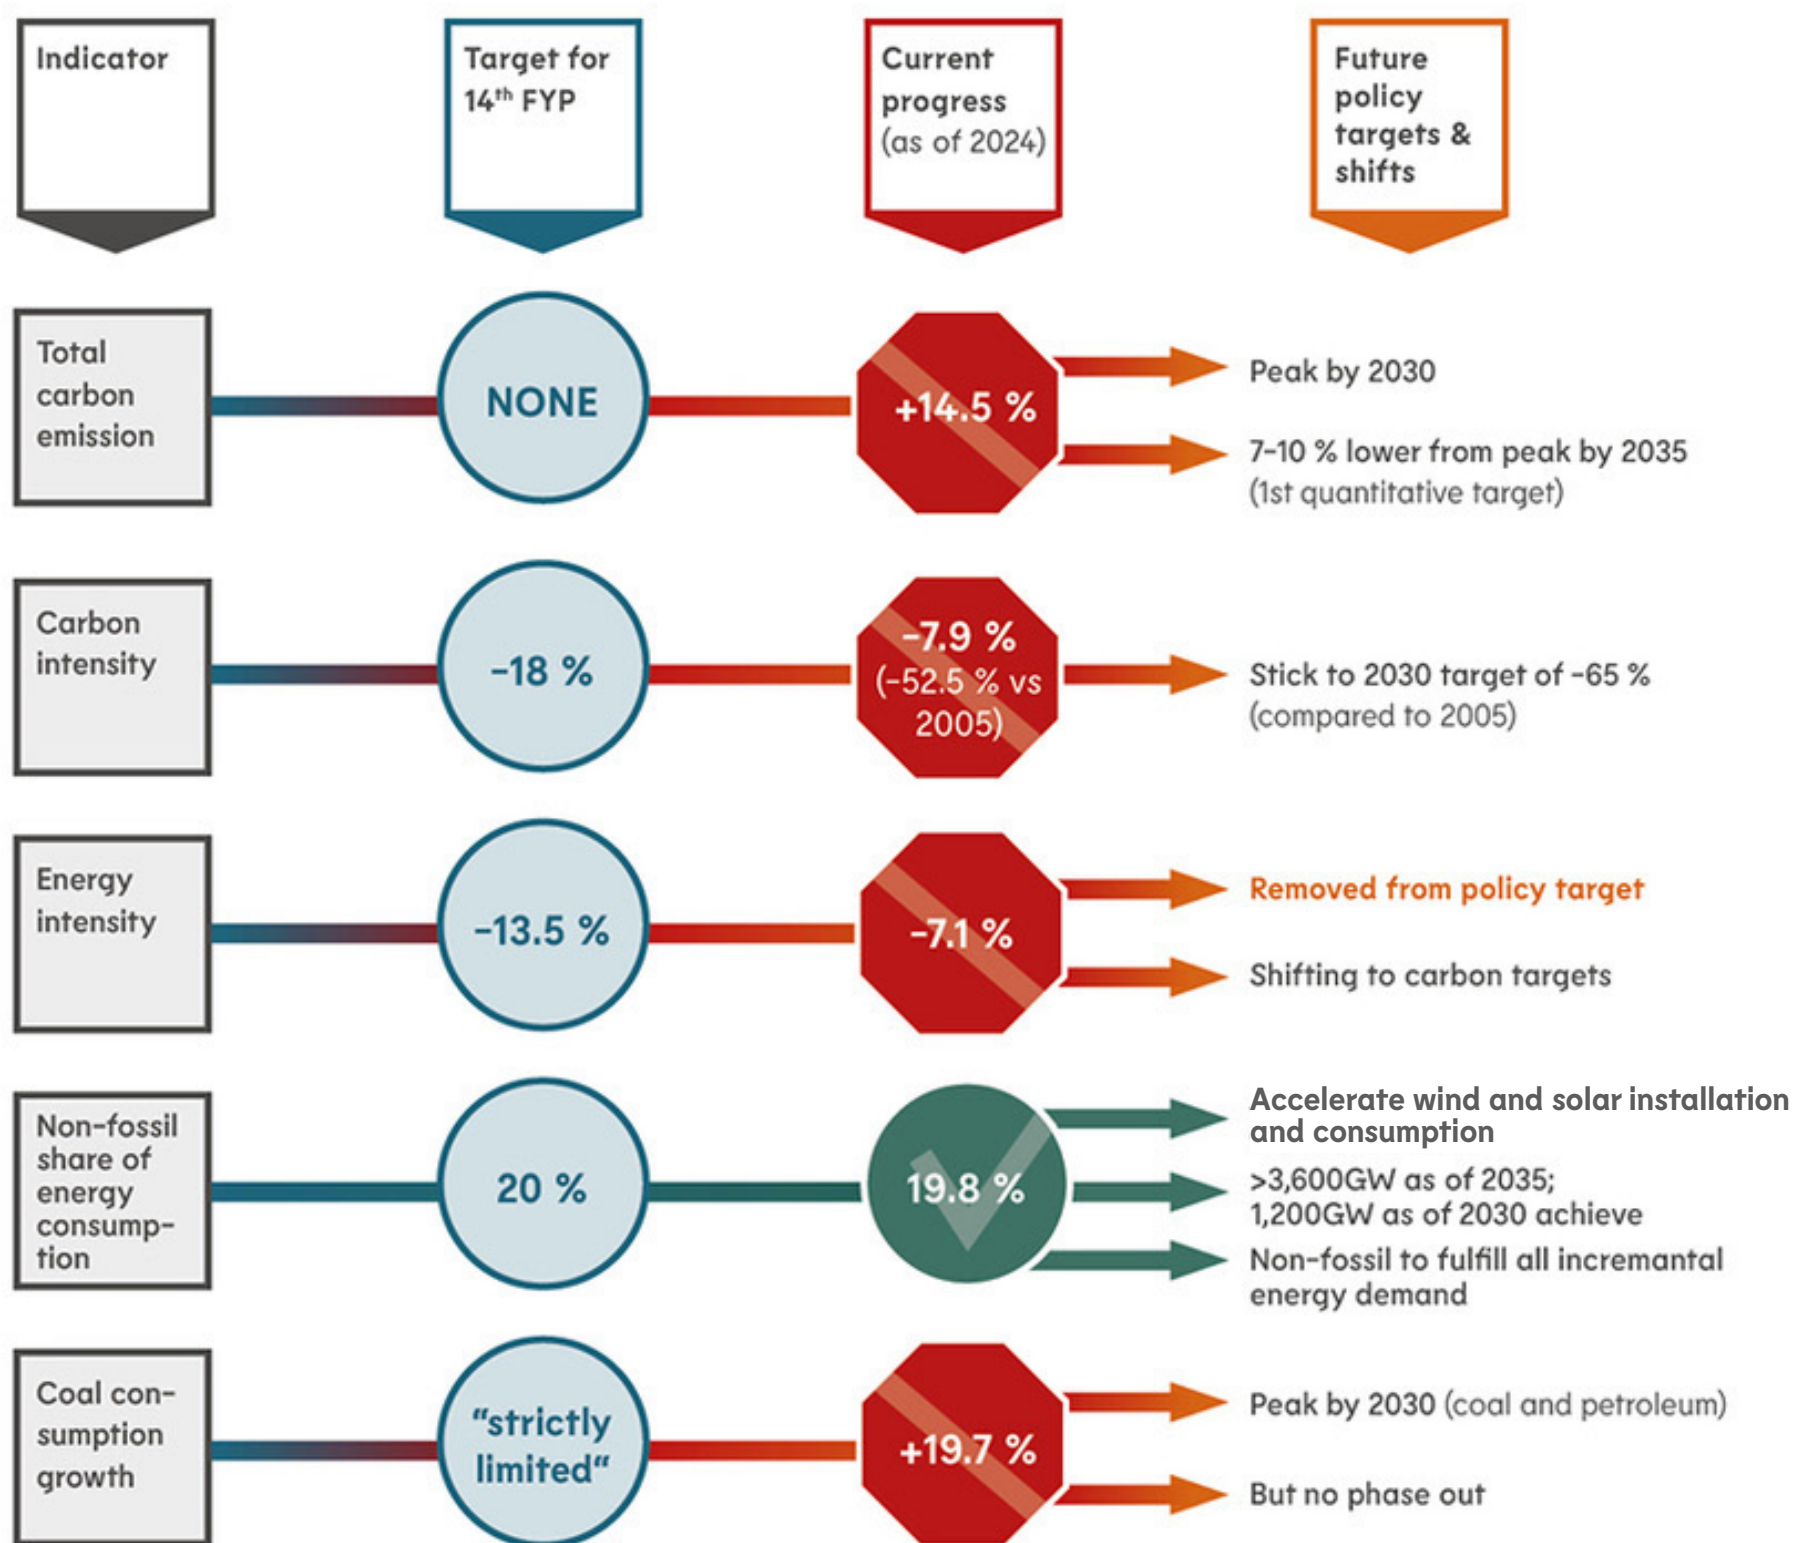 Indicator
Target for
14th FYP
Current
progress
(as of 2024)
Future
policy
targets &
shifts
Total
carbon
emission
NONE
+14.5 %
Peak by 2030
7-10 % lower from peak by 2035
(1st quantitative target)
Carbon
intensity
-18 %
-7.9 %
(-52.5 % vs
2005)
Stick to 2030 target of -65 %
(compared to 2005)
Energy
intensity
-13.5 %
-7.1 %
Removed from policy target
Shifting to carbon targets
Non-fossil
share of
energy
consump-
tion
20 %
19.8 %
Accelerate wind and solar installation
and consumption
>3,600GW as of 2035;
1,200GW as of 2030 achieve
Non-fossil to fulfill all incremantal
energy demand
Coal con-
sumption
growth
“strictly
limited“
+19.7 %
Peak by 2030 (coal and petroleum)
But no phase out